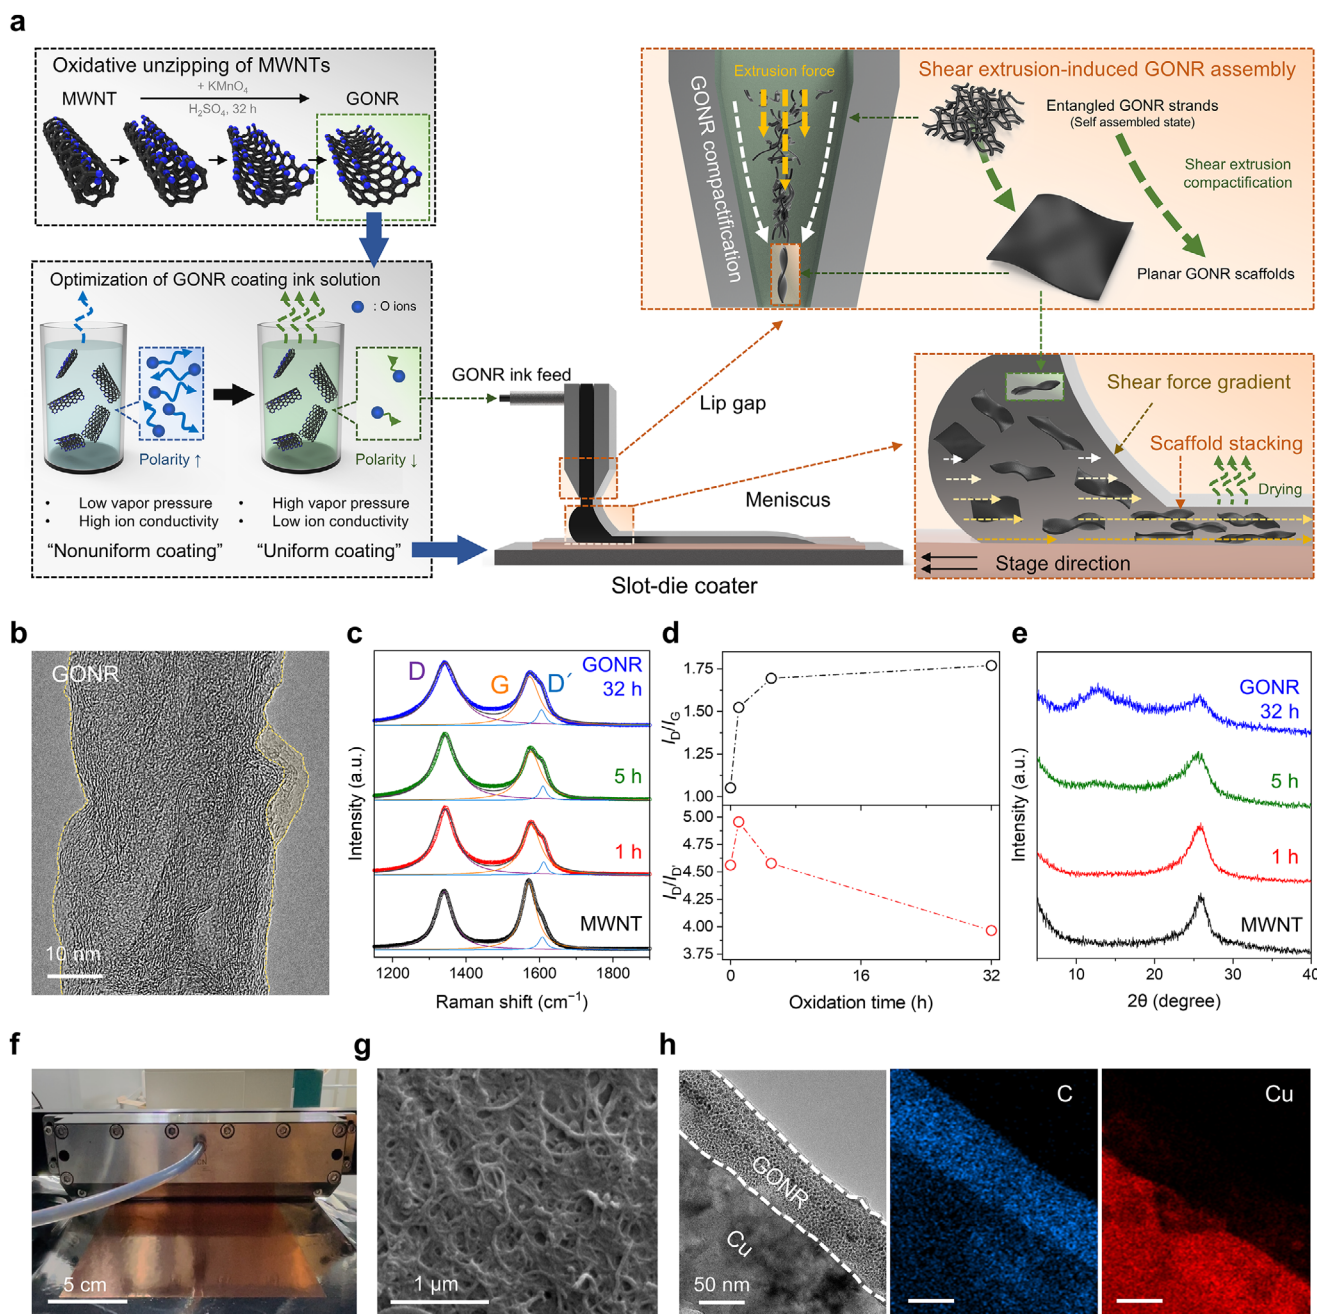 a
Oxidative unzipping of MWNTs
MWNT
+ KMnO4
H2SO4, 32 h
GONR
Optimization of GONR coating ink solution
: O ions
Polarity ↑
Polarity ↓
• Low vapor pressure
• High ion conductivity
• High vapor pressure
• Low ion conductivity
“Nonuniform coating”
“Uniform coating”
GONR ink feed
Lip gap
Meniscus
Slot-die coater
Extrusion force
GONR compactification
Shear extrusion-induced GONR assembly
Entangled GONR strands
(Self assembled state)
Shear extrusion
compactification
Planar GONR scaffolds
Shear force gradient
Scaffold stacking
Drying
Stage direction
b
GONR
10 nm
c
D
G
D′
GONR
32 h
5 h
1 h
MWNT
Intensity (a.u.)
1200 1400 1600 1800
Raman shift (cm−1)
d
1.75
1.50
1.25
1.00
ID/IG
5.00
4.50
4.00
3.75
ID/ID′
0 16 32
Oxidation time (h)
e
GONR
32 h
5 h
1 h
MWNT
Intensity (a.u.)
10 20 30 40
2θ (degree)
f
5 cm
g
1 µm
h
GONR
Cu
50 nm
C
Cu